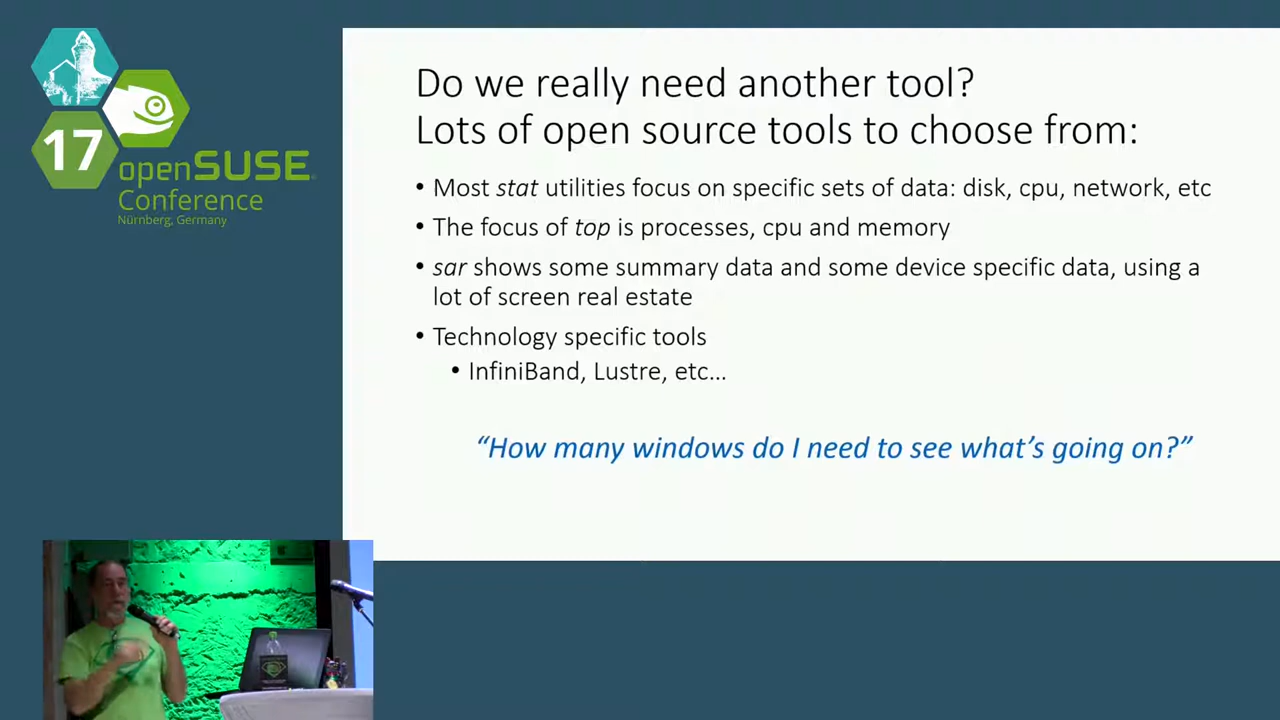 17
openSUSE
Conference
Nürnberg, Germany
Do we really need another tool?
Lots of open source tools to choose from:
• Most stat utilities focus on specific sets of data: disk, cpu, network, etc
• The focus of top is processes, cpu and memory
• sar shows some summary data and some device specific data, using a
lot of screen real estate
• Technology specific tools
• InfiniBand, Lustre, etc...
“How many windows do I need to see what’s going on?”